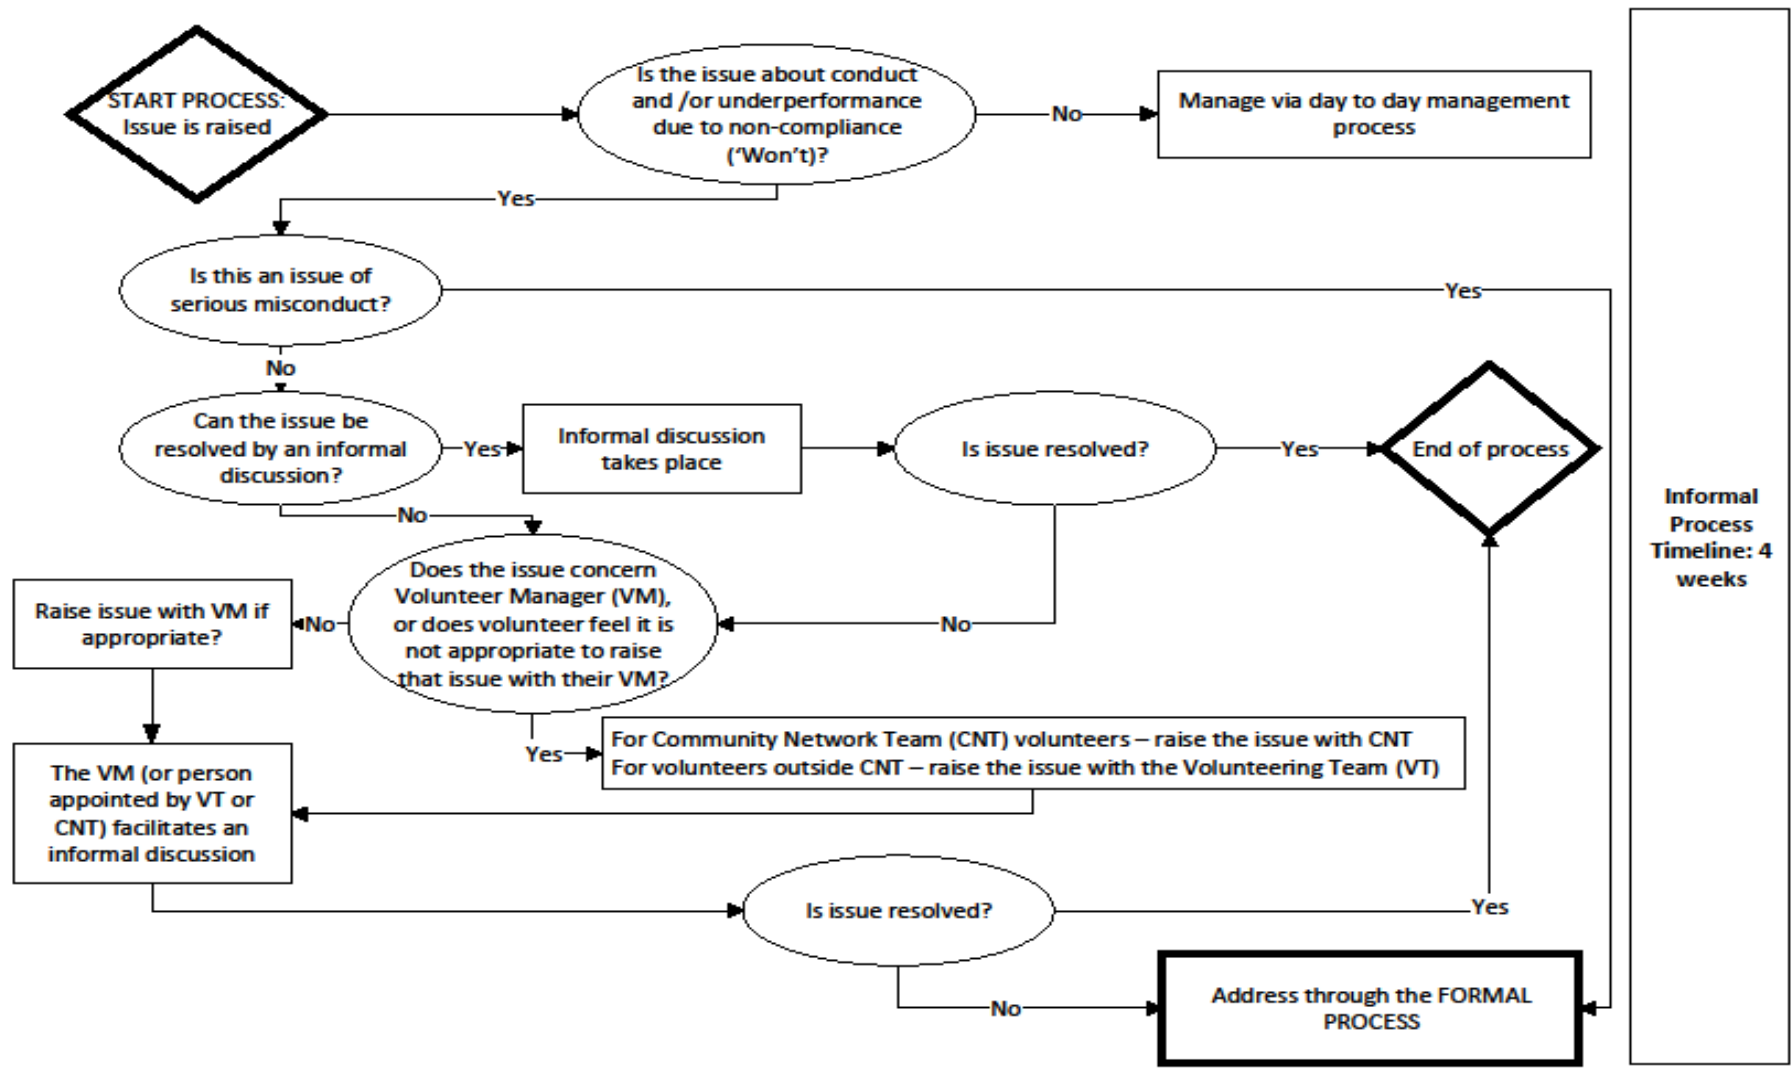 START PROCESS:
Issue is raised
Is the issue about conduct
and /or underperformance
due to non-compliance
(‘Won’t)?
No
Manage via day to day management
process
Yes
Is this an issue of
serious misconduct?
Yes
No
Can the issue be
resolved by an informal
discussion?
Yes
Informal discussion
takes place
Is issue resolved?
Yes
End of process
No
Does the issue concern
Volunteer Manager (VM),
or does volunteer feel it is
not appropriate to raise
that issue with their VM?
No
No
Raise issue with VM if
appropriate?
Yes
For Community Network Team (CNT) volunteers – raise the issue with CNT
For volunteers outside CNT – raise the issue with the Volunteering Team (VT)
The VM (or person
appointed by VT or
CNT) facilitates an
informal discussion
Is issue resolved?
Yes
No
Address through the FORMAL
PROCESS
Informal
Process
Timeline: 4
weeks